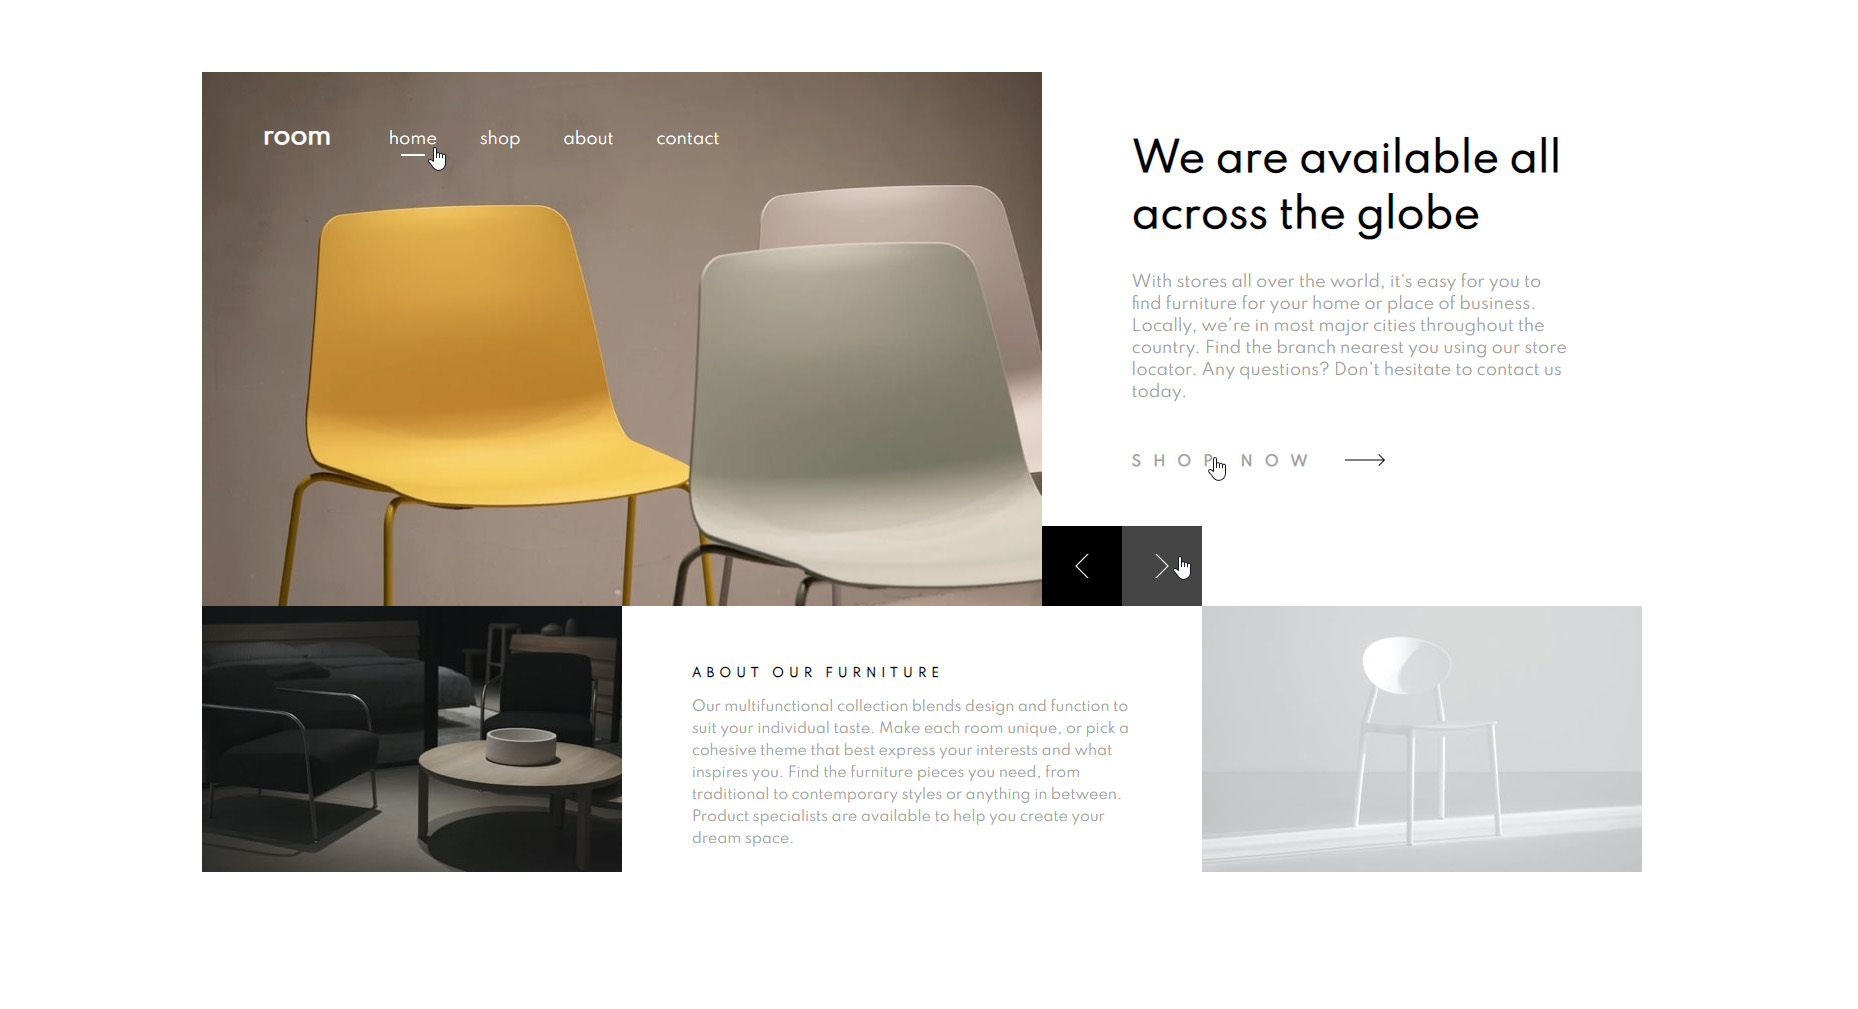 room
home shop about contact
We are available all
across the globe
With stores all over the world, it's easy for you to
find furniture for your home or place of business.
Locally, we're in most major cities throughout the
country. Find the branch nearest you using our store
locator. Any questions? Don't hesitate to contact us
today.
SHOP NOW
ABOUT OUR FURNITURE
Our multifunctional collection blends design and function to
suit your individual taste. Make each room unique, or pick a
cohesive theme that best express your interests and what
inspires you. Find the furniture pieces you need, from
traditional to contemporary styles or anything in between.
Product specialists are available to help you create your
dream space.